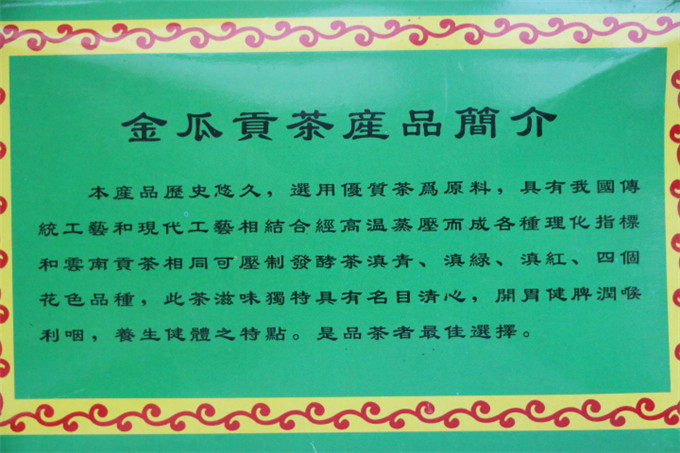 金瓜貢茶産品簡介
本産品歷史悠久，選用優質茶爲原料，具有我國傳
統工藝和現代工藝相結合經高温蒸壓而成各種理化指標
和雲南貢茶相同可壓制發酵茶滇青、滇綠、滇紅、四個
花色品種，此茶滋味獨特具有名目清心，開胃健脾潤喉
利咽，養生健體之特點。是品茶者最佳選擇。